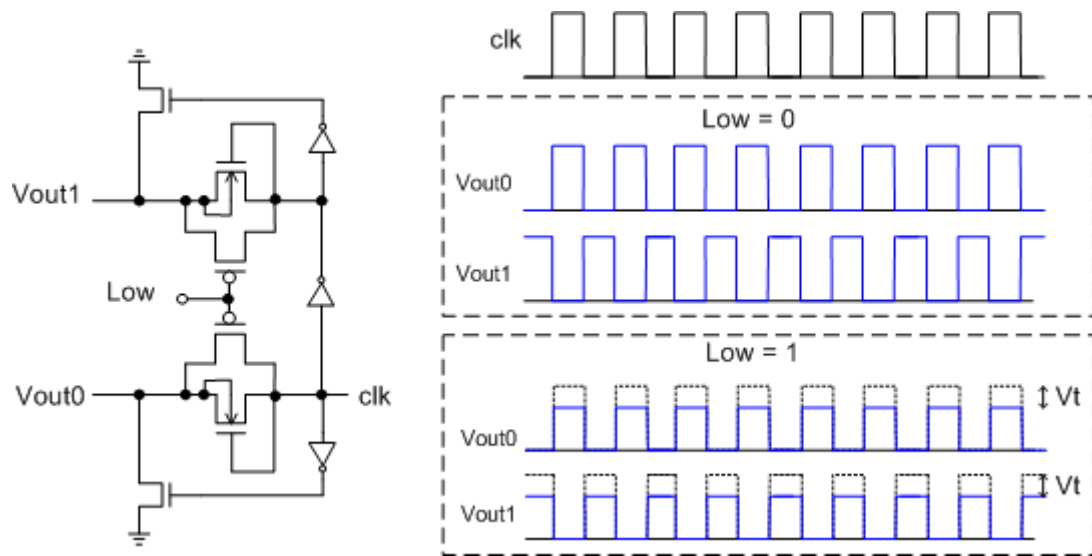 clk
Low = 0
Vout0
Vout1
Low = 1
Vout0
Vt
Vout1
Vt
Vout1
Low
Vout0
clk